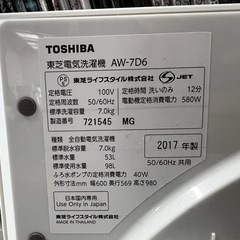 TOSHIBA
東芝電気洗濯機 AW-7D6
PS E 東芝ライフスタイル株式会社 S JET
定格電圧 100V 定格時間 洗いのみ 12分
定格周波数 50/60Hz 電動機定格消費電力 580W
標準洗濯容量 7.0kg
製造番号 721545 MG
種類 全自動電気洗濯機
標準脱水容量 7.0kg
標準水量 53L
標準使用水量 98L
2017 年製
50/60Hz 共用
ふろ水ポンプの定格消費電力 40W
外形寸法mm 幅600 奥行569 高さ980
日本国内専用
Use Only in Japan
東芝ライフスタイル株式会社
MADE IN THAILAND